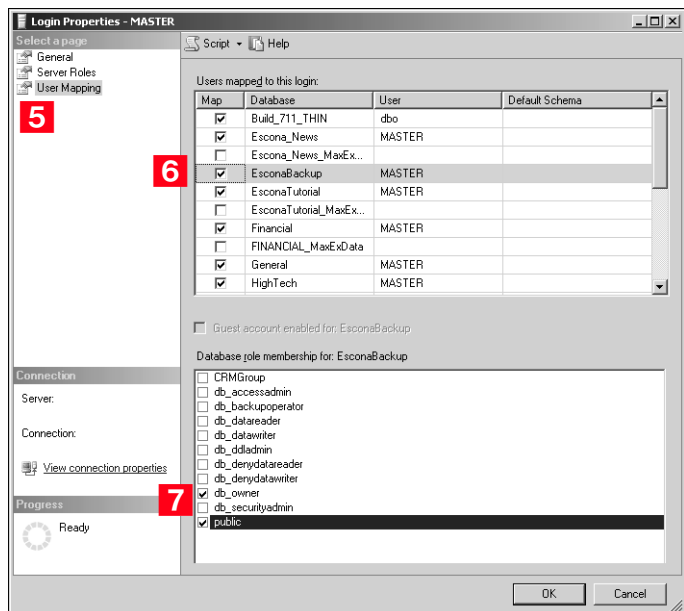 Login Properties - MASTER
Select a page
General
Server Roles
User Mapping
5
Script Help
Users mapped to this login:
Map Database User Default Schema
Build_711_THIN dbo
Escona_News MASTER
Escona_News_MaxEx...
6
EsconaBackup MASTER
EsconaTutorial MASTER
EsconaTutorial_MaxEx...
Financial MASTER
FINANCIAL_MaxExData
General MASTER
HighTech MASTER
Guest account enabled for: EsconaBackup
Database role membership for: EsconaBackup
CRMGroup
db_accessadmin
db_backupoperator
db_datareader
db_datawriter
db_ddladmin
db_denydatareader
db_denydatawriter
7
db_owner
db_securityadmin
public
Connection
Server:
Connection:
View connection properties
Progress
Ready
OK Cancel